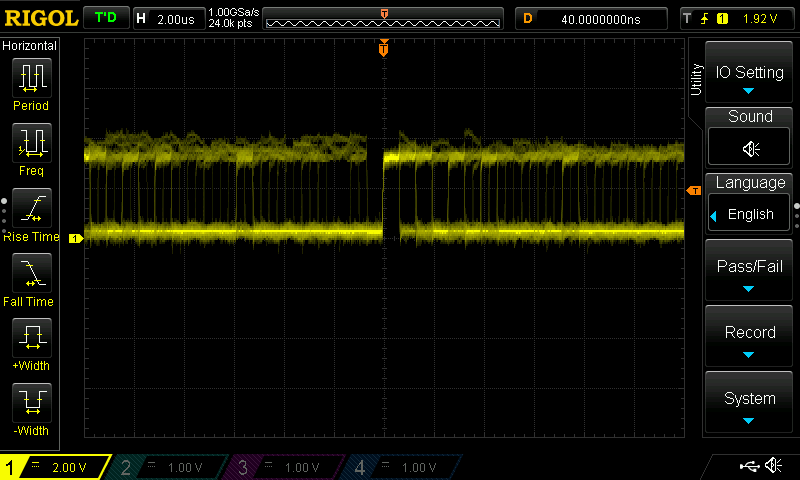 RIGOL T'D H 2.00us 1.00GSa/s 24.0k pts T D 40.0000000ns T 1 1.92 V
Horizontal
Period
Freq
Rise Time
Fall Time
+Width
-Width
T
T
1
Utility
IO Setting
Sound
Language
English
Pass/Fail
Record
System
1 2.00 V 2 1.00 V 3 1.00 V 4 1.00 V